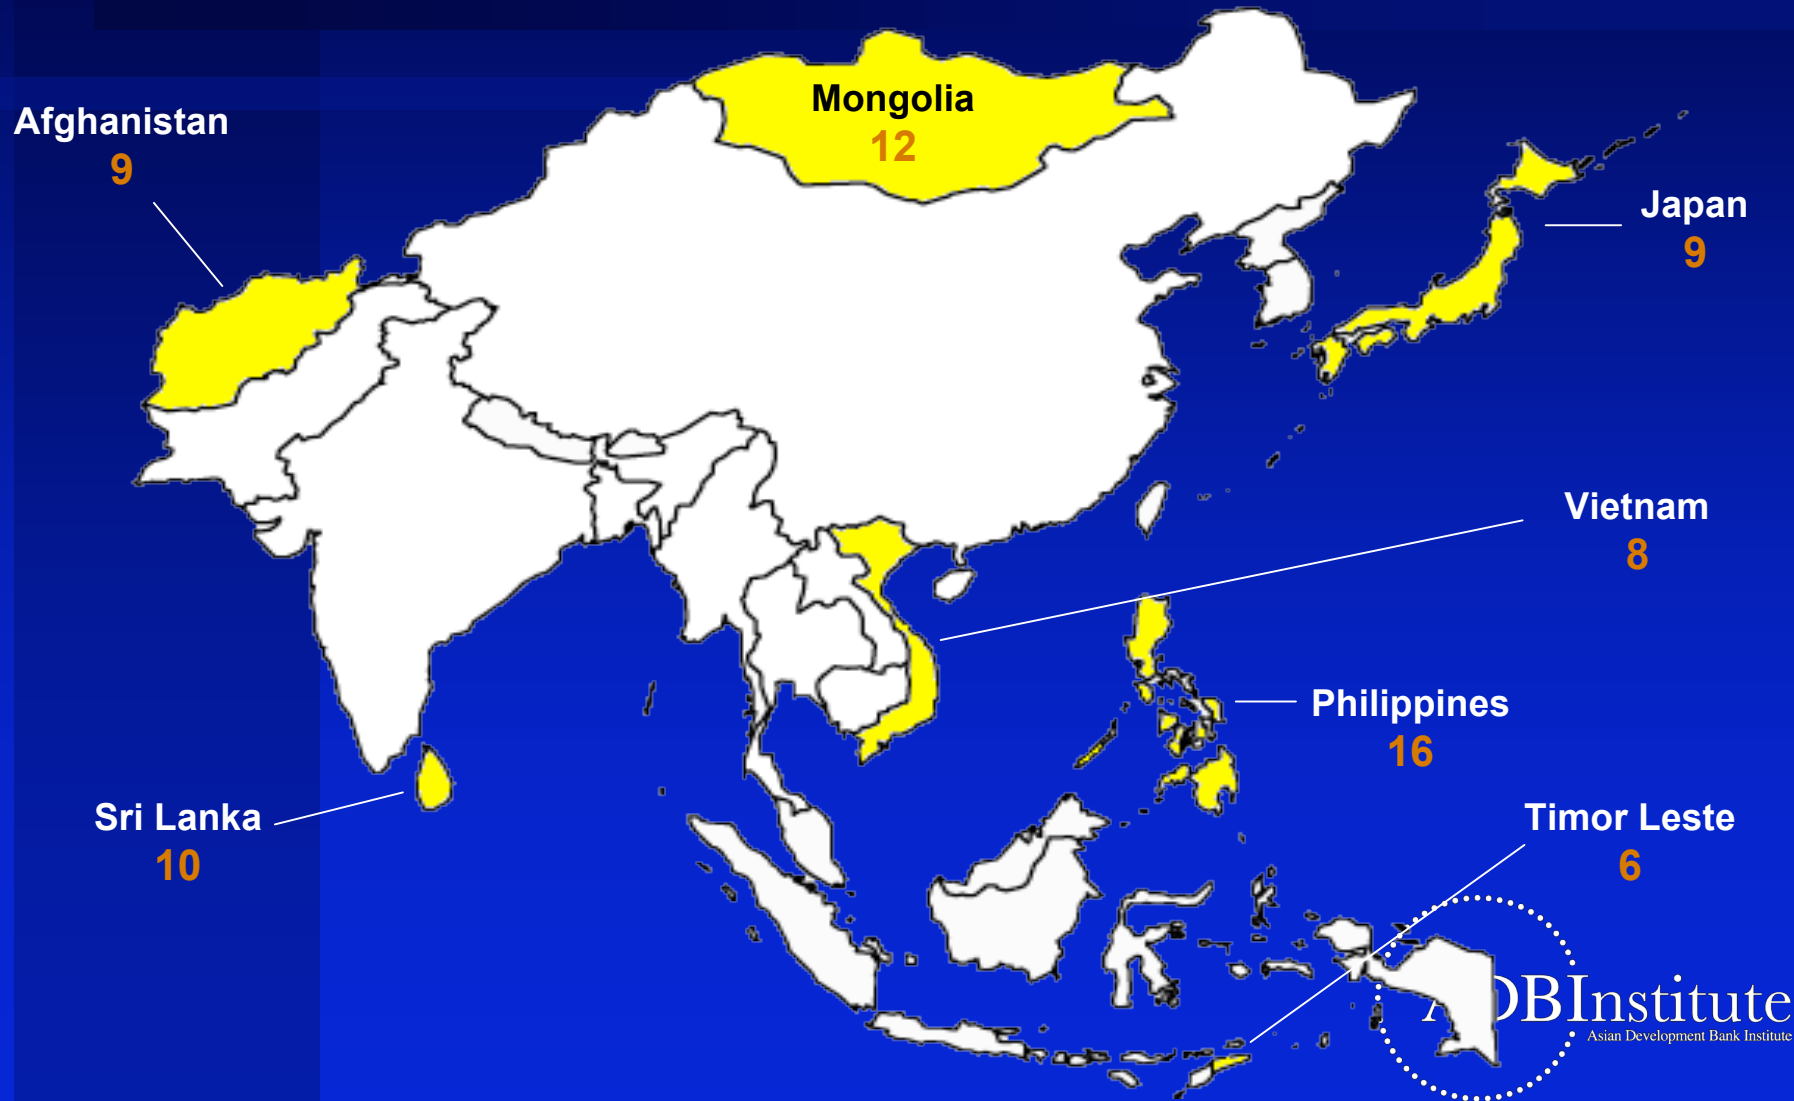 Mongolia
12
Afghanistan
9
Japan
9
Vietnam
8
Philippines
16
Sri Lanka
10
Timor Leste
6
ADBInstitute
Asian Development Bank Institute